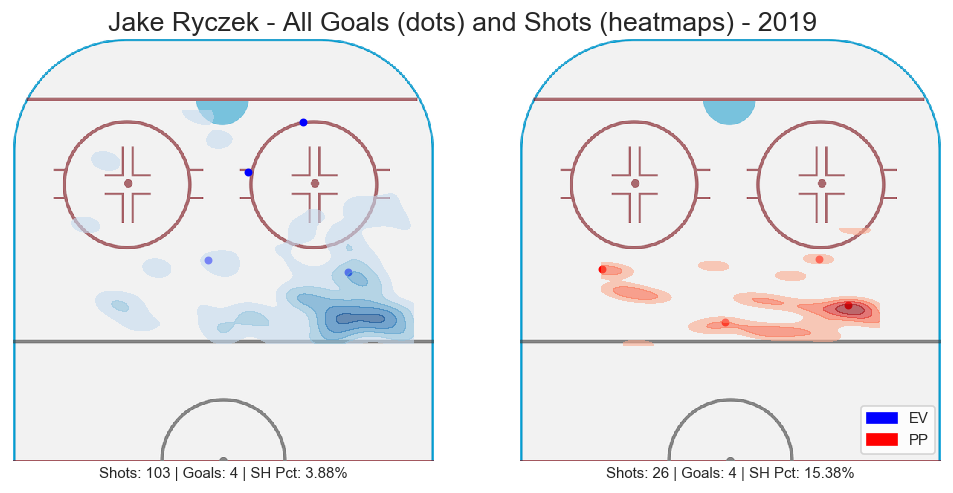 Jake Ryczek - All Goals (dots) and Shots (heatmaps) - 2019
EV
PP
Shots: 103 | Goals: 4 | SH Pct: 3.88%
Shots: 26 | Goals: 4 | SH Pct: 15.38%